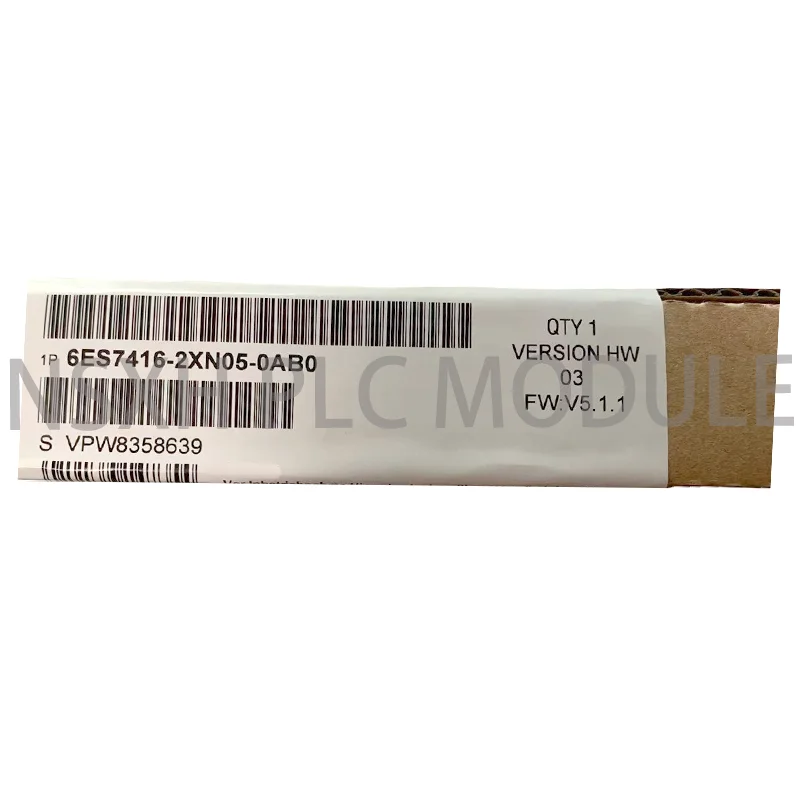 1P 6ES7416-2XN05-0AB0
S VPW8358639
QTY 1
VERSION HW
03
FW:V5.1.1
NSXH PLC MODULE